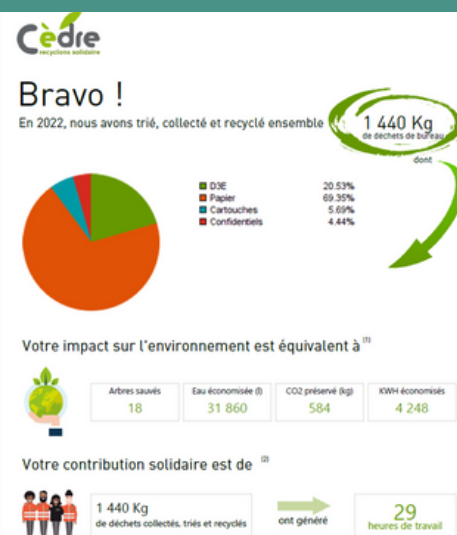 Cèdre
recyclons solidaire
Bravo !
En 2022, nous avons trié, collecté et recyclé ensemble
1 440 Kg
de déchets de bureau
dont
D3E 20.53%
Papier 69.35%
Cartouches 5.69%
Confidentiels 4.44%
Votre impact sur l'environnement est équivalent à (1)
Arbres sauvés
18
Eau économisée (l)
31 860
CO2 préservé (kg)
584
KWH économisés
4 248
Votre contribution solidaire est de (2)
1 440 Kg
de déchets collectés, triés et recyclés
ont généré
29
heures de travail